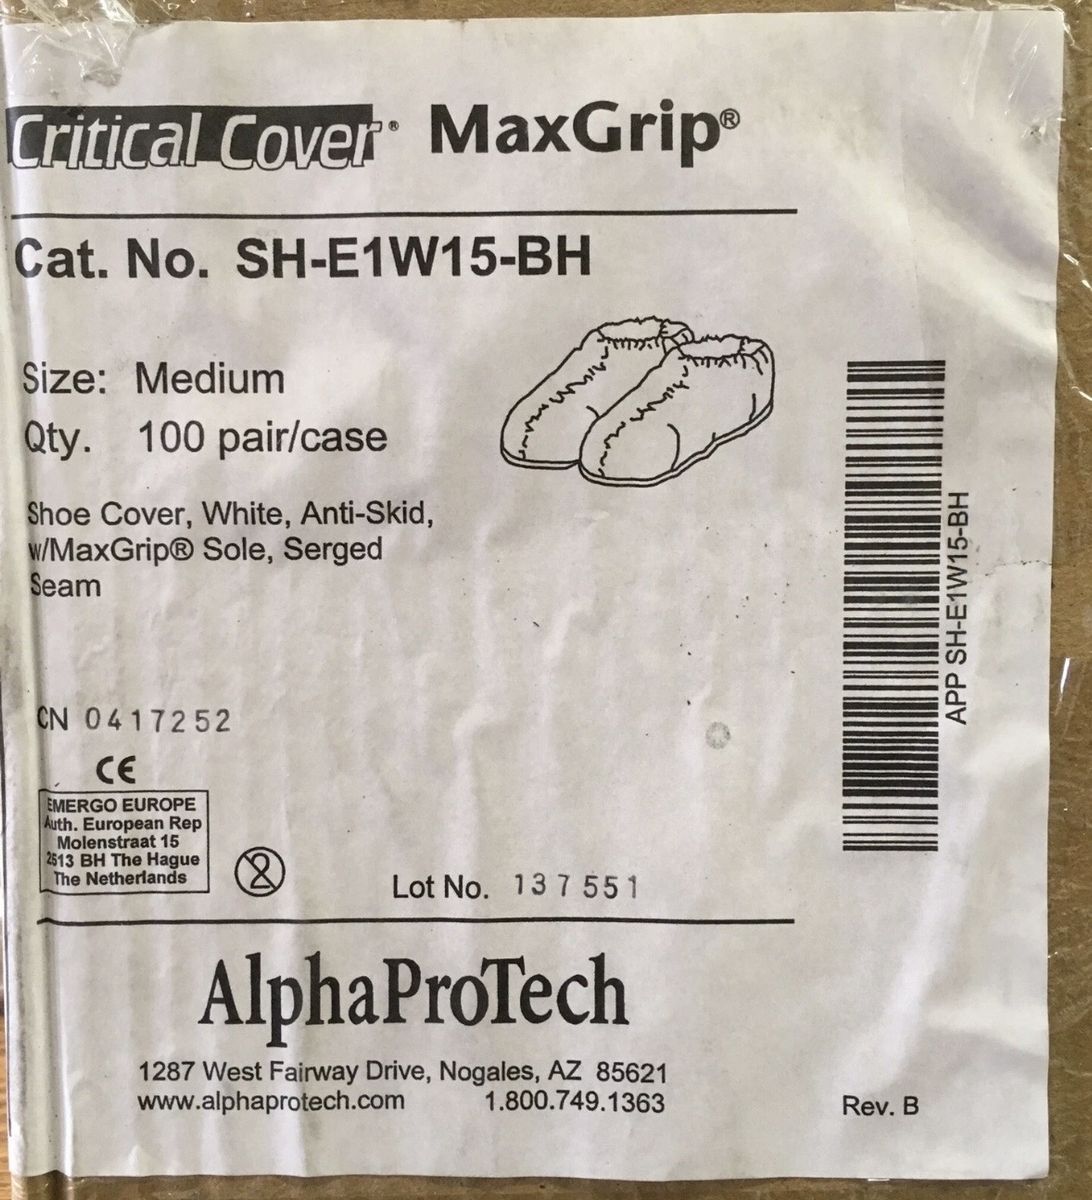 Critical Cover® MaxGrip®
Cat. No. SH-E1W15-BH
Size: Medium
Qty. 100 pair/case
Shoe Cover, White, Anti-Skid,
w/MaxGrip® Sole, Serged
Seam
APP SH-E1W15-BH
CN 0417252
CE
EMERGO EUROPE
Auth. European Rep
Molenstraat 15
2513 BH The Hague
The Netherlands
2
Lot No. 137551
AlphaProTech
1287 West Fairway Drive, Nogales, AZ 85621
www.alphaprotech.com 1.800.749.1363
Rev. B